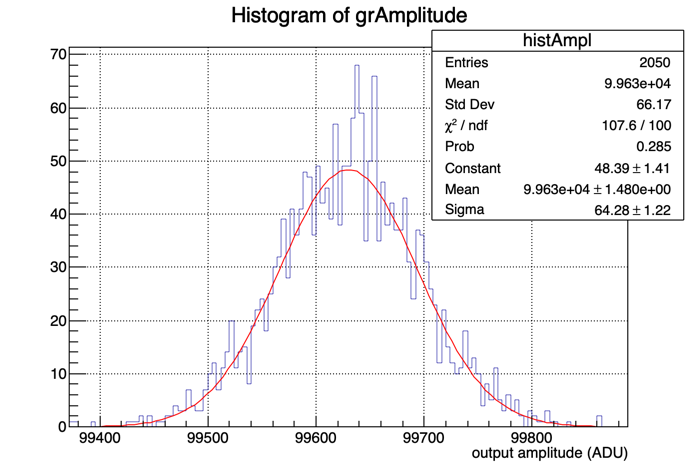 Histogram of grAmplitude
histAmpl
Entries 2050
Mean 9.963e+04
Std Dev 66.17
χ² / ndf 107.6 / 100
Prob 0.285
Constant 48.39 ± 1.41
Mean 9.963e+04 ± 1.480e+00
Sigma 64.28 ± 1.22
70
60
50
40
30
20
10
0
99400 99500 99600 99700 99800
output amplitude (ADU)